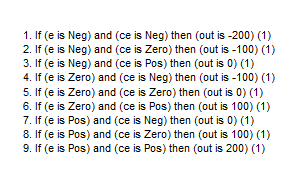 1. If (e is Neg) and (ce is Neg) then (out is -200) (1)
2. If (e is Neg) and (ce is Zero) then (out is -100) (1)
3. If (e is Neg) and (ce is Pos) then (out is 0) (1)
4. If (e is Zero) and (ce is Neg) then (out is -100) (1)
5. If (e is Zero) and (ce is Zero) then (out is 0) (1)
6. If (e is Zero) and (ce is Pos) then (out is 100) (1)
7. If (e is Pos) and (ce is Neg) then (out is 0) (1)
8. If (e is Pos) and (ce is Zero) then (out is 100) (1)
9. If (e is Pos) and (ce is Pos) then (out is 200) (1)